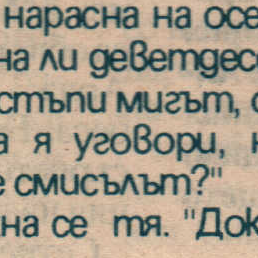 нарасна на осе
на ли деветдесе
стъпи мигът, с
а я уговори, н
е смисълът?"
на се тя. "Док